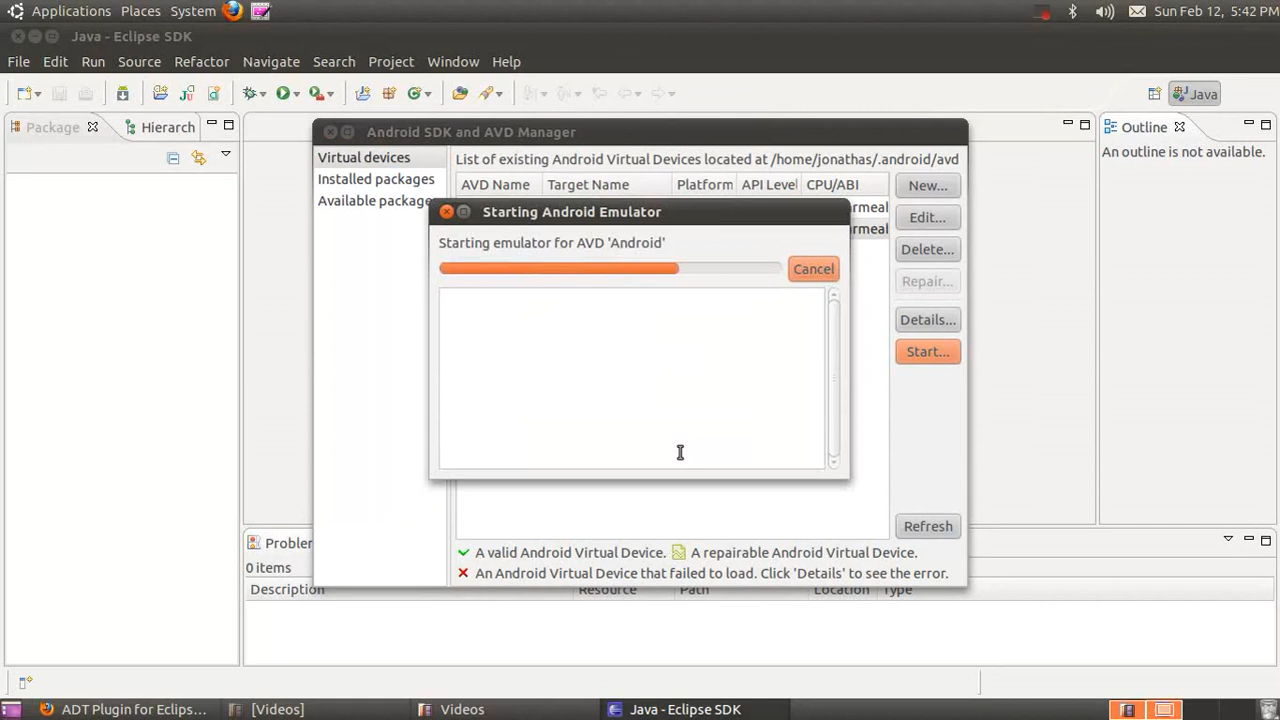 Applications Places System Sun Feb 12, 5:42 PM
Java - Eclipse SDK
File Edit Run Source Refactor Navigate Search Project Window Help
Java
Package Hierarch
Android SDK and AVD Manager
Virtual devices
Installed packages
Available package
List of existing Android Virtual Devices located at /home/jonathas/.android/avd
AVD Name Target Name Platform API Level CPU/ABI
armeal
armeal
New...
Edit...
Delete...
Repair...
Details...
Start...
Refresh
Starting Android Emulator
Starting emulator for AVD 'Android'
Cancel
A valid Android Virtual Device. A repairable Android Virtual Device.
An Android Virtual Device that failed to load. Click 'Details' to see the error.
Outline
An outline is not available.
Probler
0 items
Description Resource Path Location Type
ADT Plugin for Eclips... [Videos] Videos Java - Eclipse SDK